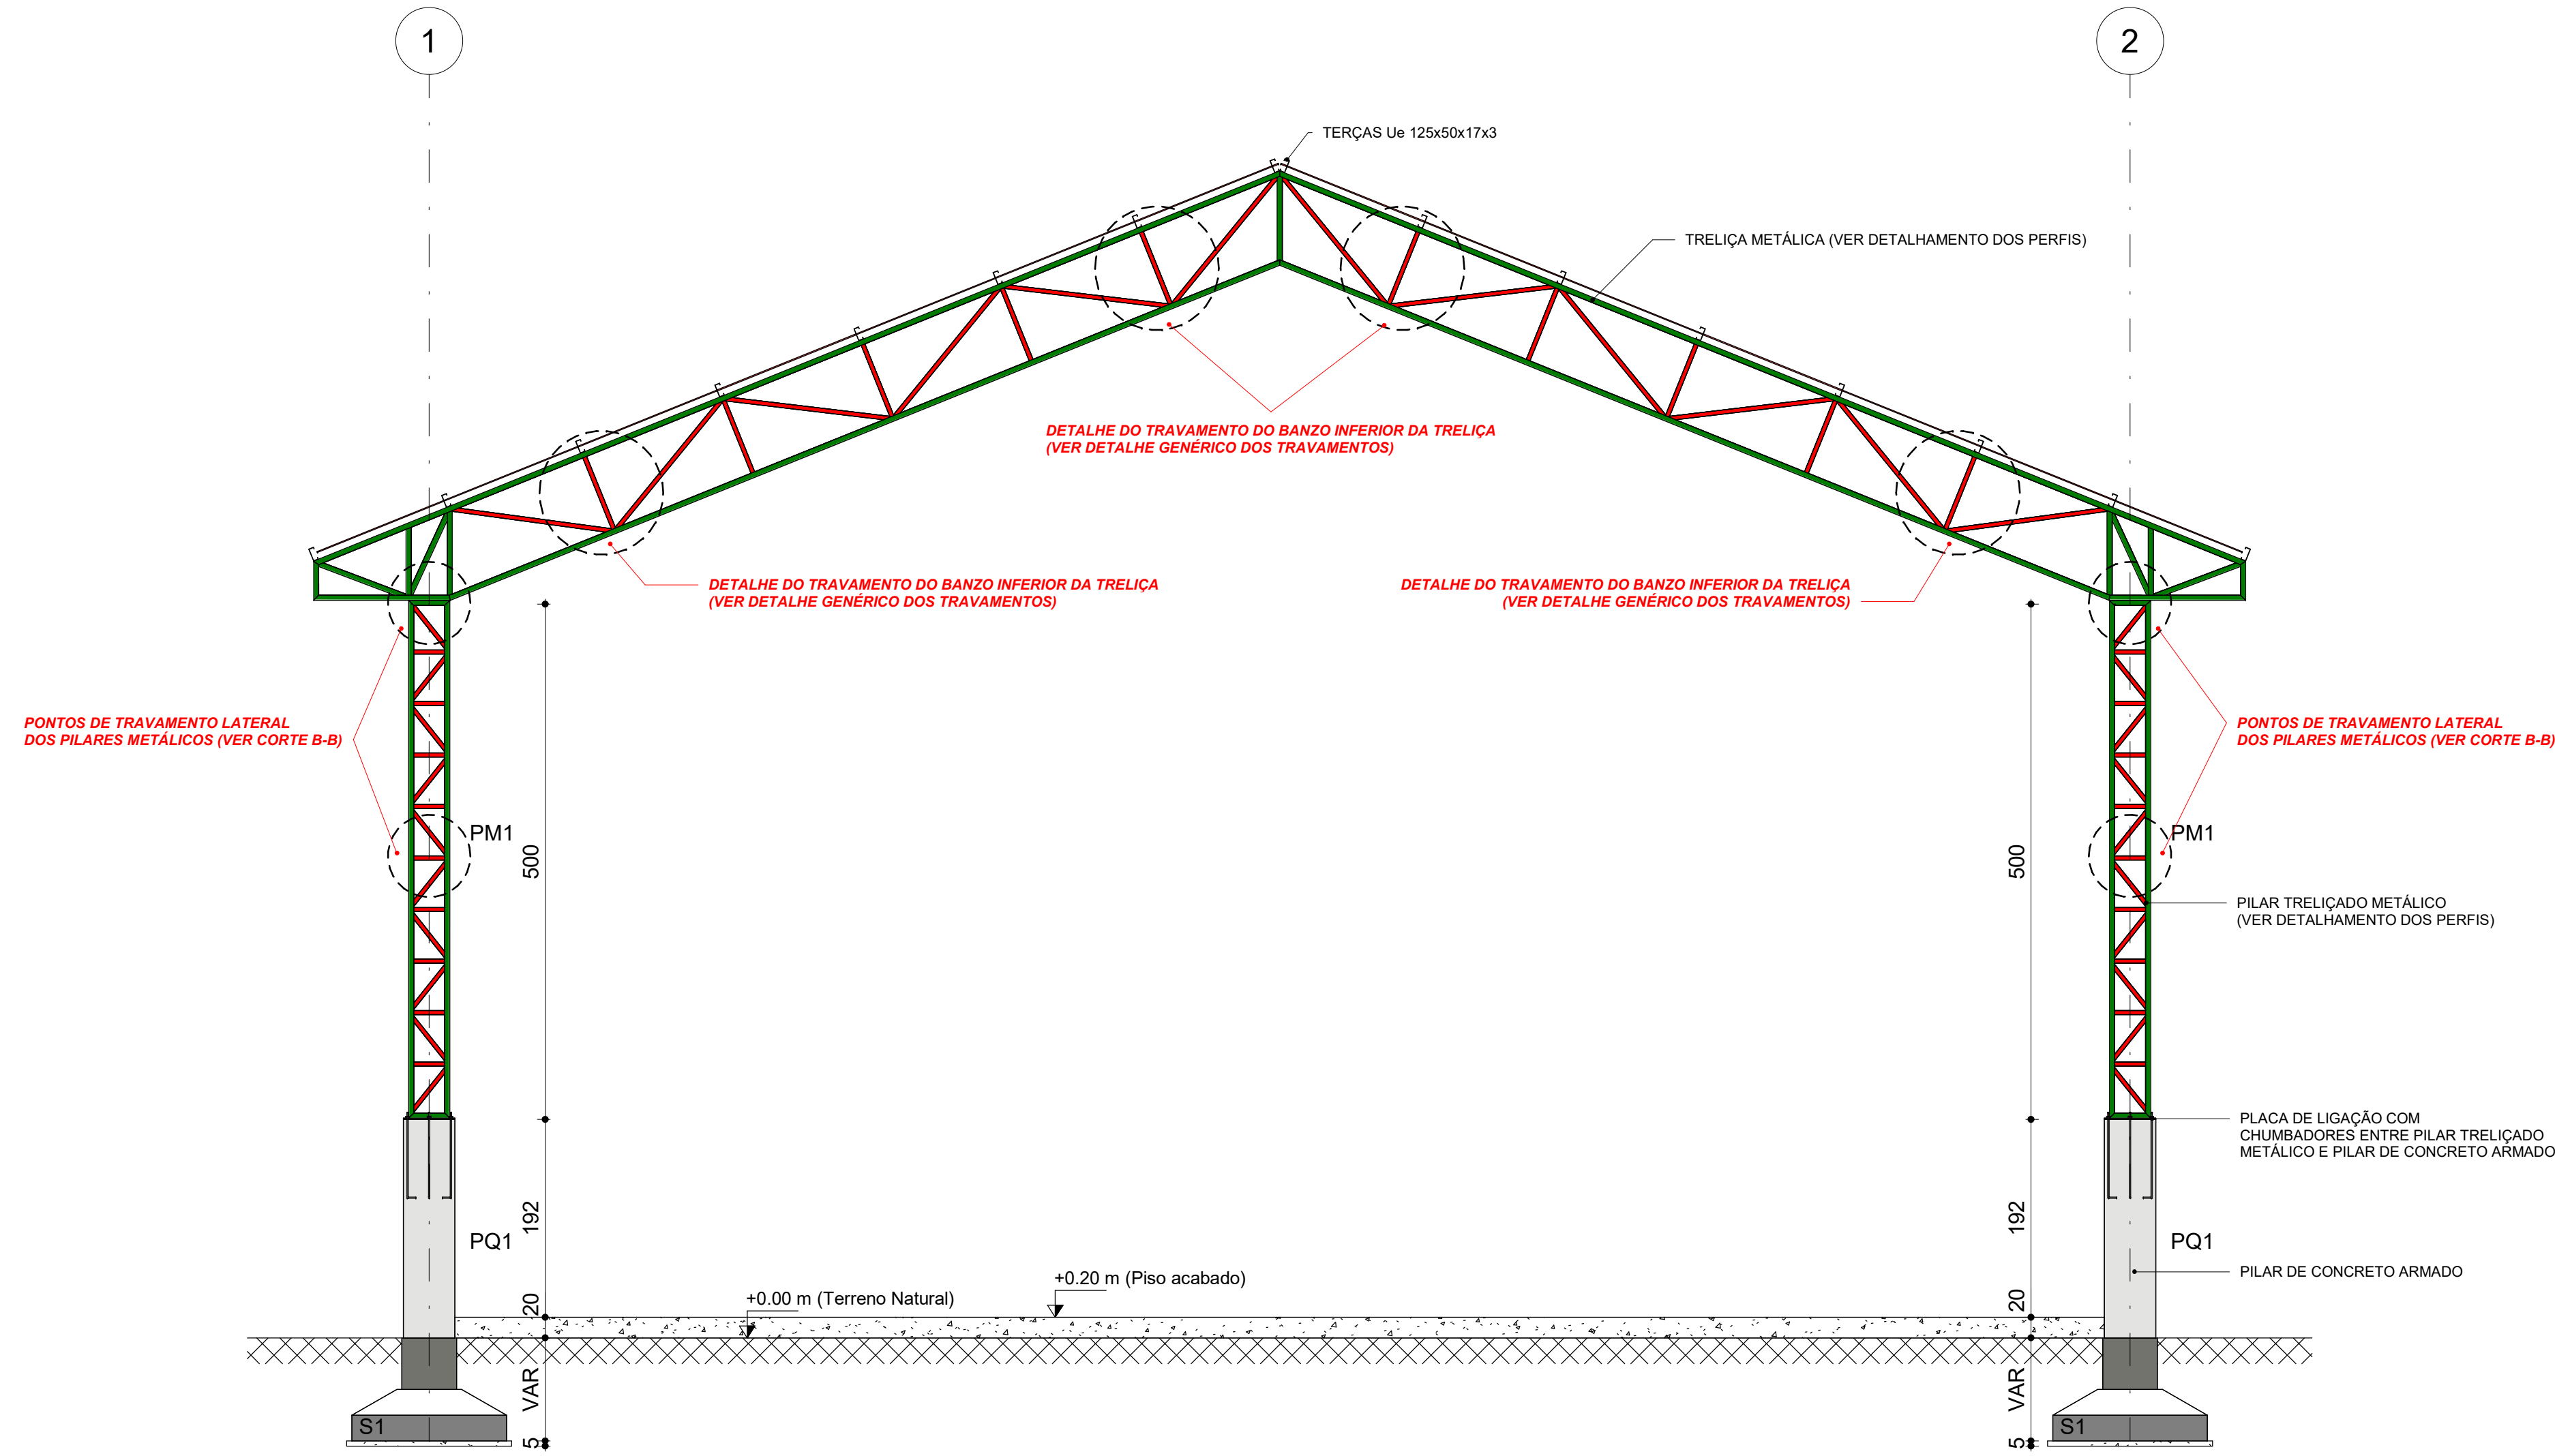 1
2
TERÇAS Ue 125x50x17x3
TRELIÇA METÁLICA (VER DETALHAMENTO DOS PERFIS)
DETALHE DO TRAVAMENTO DO BANZO INFERIOR DA TRELIÇA
(VER DETALHE GENÉRICO DOS TRAVAMENTOS)
DETALHE DO TRAVAMENTO DO BANZO INFERIOR DA TRELIÇA
(VER DETALHE GENÉRICO DOS TRAVAMENTOS)
DETALHE DO TRAVAMENTO DO BANZO INFERIOR DA TRELIÇA
(VER DETALHE GENÉRICO DOS TRAVAMENTOS)
PONTOS DE TRAVAMENTO LATERAL
DOS PILARES METÁLICOS (VER CORTE B-B)
PONTOS DE TRAVAMENTO LATERAL
DOS PILARES METÁLICOS (VER CORTE B-B)
PM1
500
500
PM1
PILAR TRELIÇADO METÁLICO
(VER DETALHAMENTO DOS PERFIS)
PLACA DE LIGAÇÃO COM
CHUMBADORES ENTRE PILAR TRELIÇADO
METÁLICO E PILAR DE CONCRETO ARMADO
192
192
PQ1
PQ1
PILAR DE CONCRETO ARMADO
+0.20 m (Piso acabado)
+0.00 m (Terreno Natural)
20
20
VAR
VAR
S1
S1
5
5